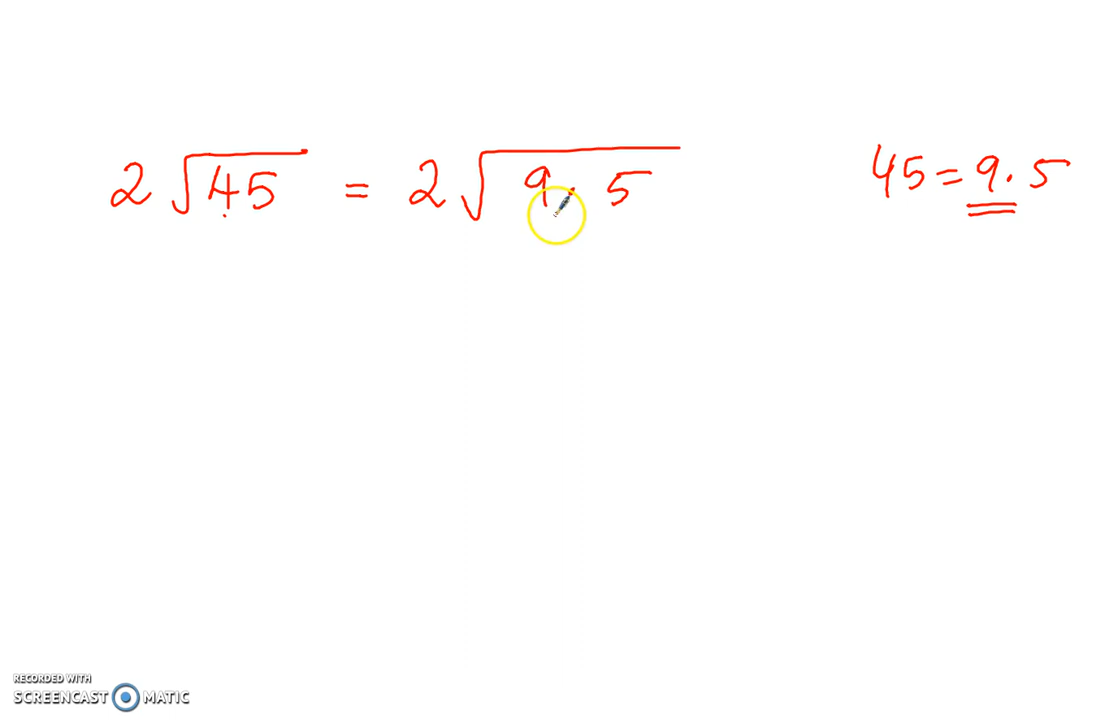 2 √45 = 2 √9 . 5 45 = 9 . 5
RECORDED WITH
SCREENCAST MATIC